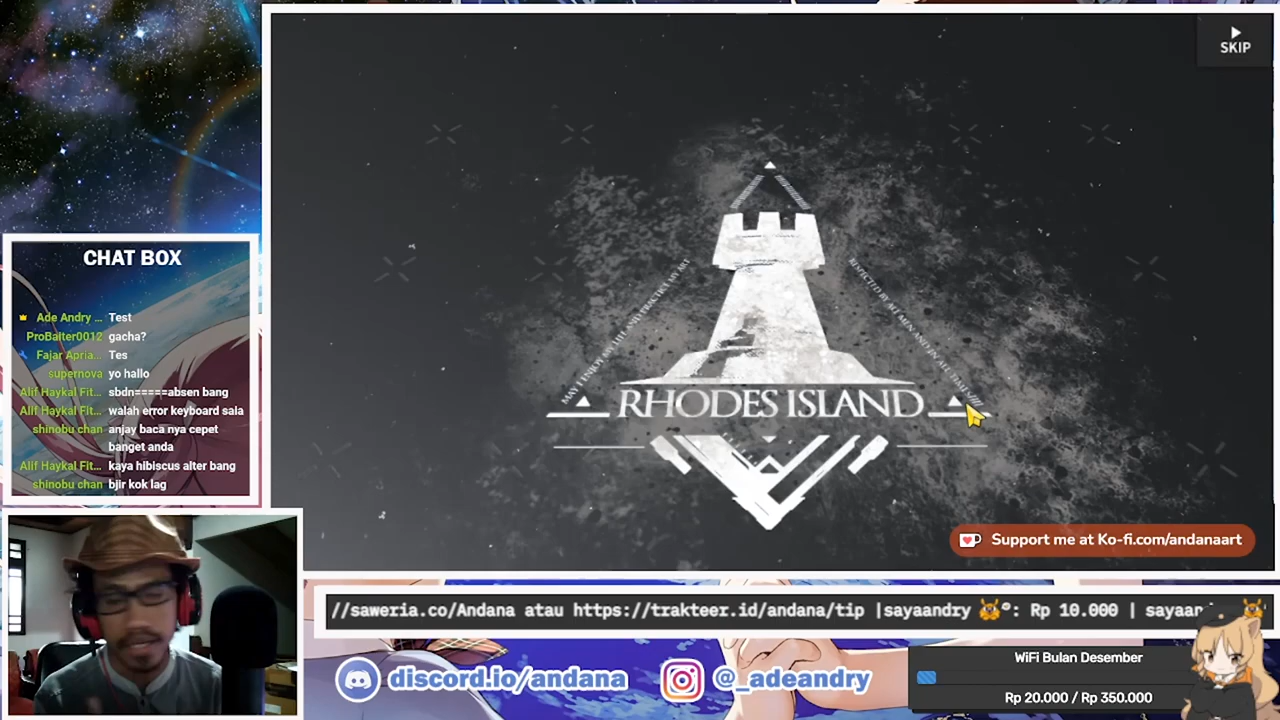 SKIP
CHAT BOX
Ade Andry ... Test
ProBaiter0012 gacha?
Fajar Apria... Tes
supernova yo hallo
Alif Haykal Fit... sbdn=====absen bang
Alif Haykal Fit... walah error keyboard sala
shinobu chan anjay baca nya cepet
banget anda
Alif Haykal Fit... kaya hibiscus alter bang
shinobu chan bjir kok lag
RHODES ISLAND
Support me at Ko-fi.com/andanaart
//saweria.co/Andana atau https://trakteer.id/andana/tip |sayaandry : Rp 10.000 |
discord.io/andana
@_adeandry
WiFi Bulan Desember
Rp 20.000 / Rp 350.000